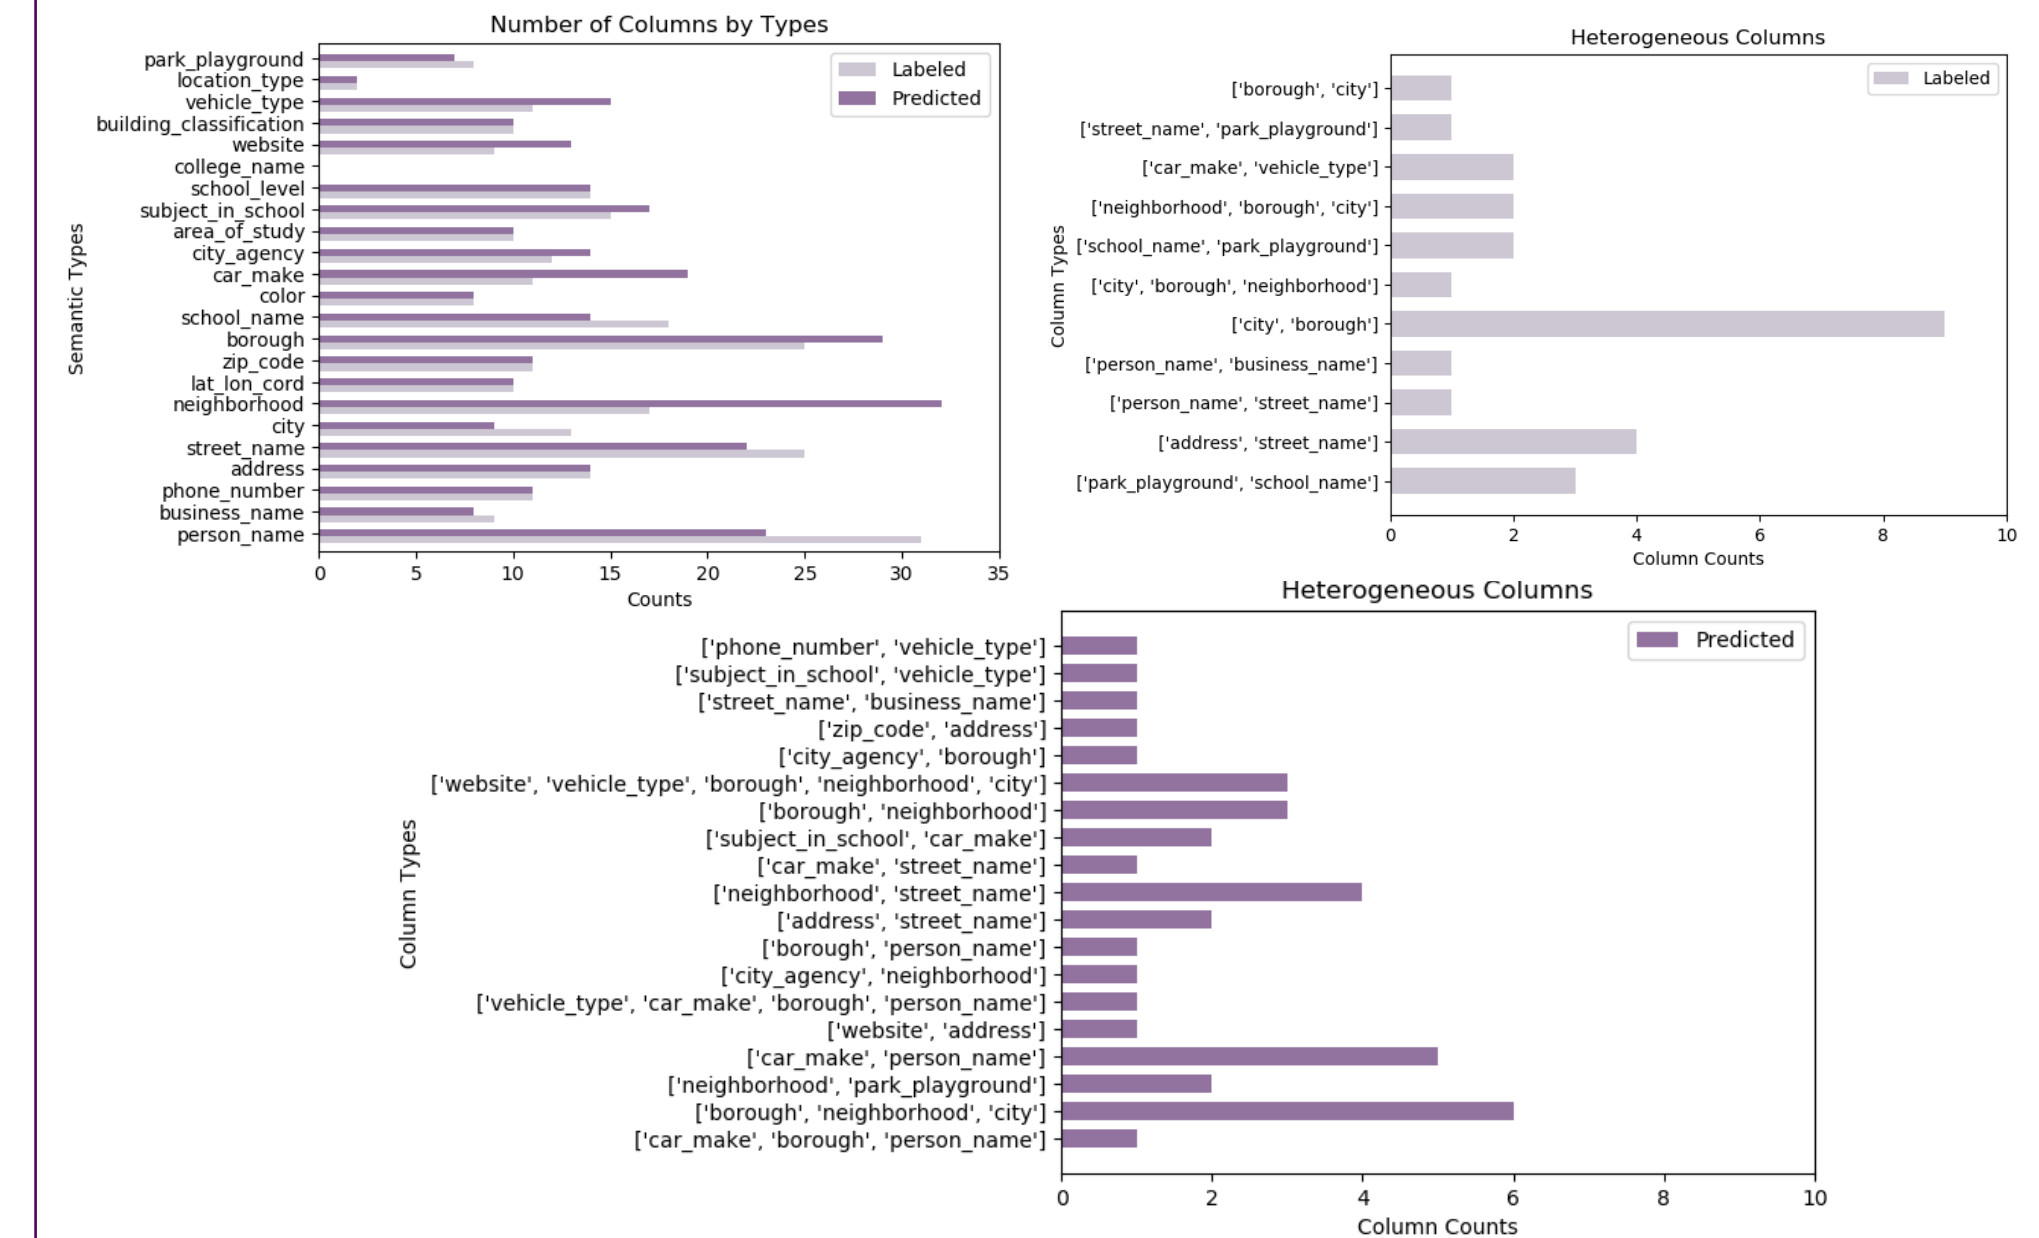 Number of Columns by Types
Labeled
Predicted
Semantic Types
park_playground
location_type
vehicle_type
building_classification
website
college_name
school_level
subject_in_school
area_of_study
city_agency
car_make
color
school_name
borough
zip_code
lat_lon_cord
neighborhood
city
street_name
address
phone_number
business_name
person_name
0 5 10 15 20 25 30 35
Counts
Heterogeneous Columns
Labeled
Column Types
['borough', 'city']
['street_name', 'park_playground']
['car_make', 'vehicle_type']
['neighborhood', 'borough', 'city']
['school_name', 'park_playground']
['city', 'borough', 'neighborhood']
['city', 'borough']
['person_name', 'business_name']
['person_name', 'street_name']
['address', 'street_name']
['park_playground', 'school_name']
0 2 4 6 8 10
Column Counts
Heterogeneous Columns
Predicted
Column Types
['phone_number', 'vehicle_type']
['subject_in_school', 'vehicle_type']
['street_name', 'business_name']
['zip_code', 'address']
['city_agency', 'borough']
['website', 'vehicle_type', 'borough', 'neighborhood', 'city']
['borough', 'neighborhood']
['subject_in_school', 'car_make']
['car_make', 'street_name']
['neighborhood', 'street_name']
['address', 'street_name']
['borough', 'person_name']
['city_agency', 'neighborhood']
['vehicle_type', 'car_make', 'borough', 'person_name']
['website', 'address']
['car_make', 'person_name']
['neighborhood', 'park_playground']
['borough', 'neighborhood', 'city']
['car_make', 'borough', 'person_name']
0 2 4 6 8 10
Column Counts